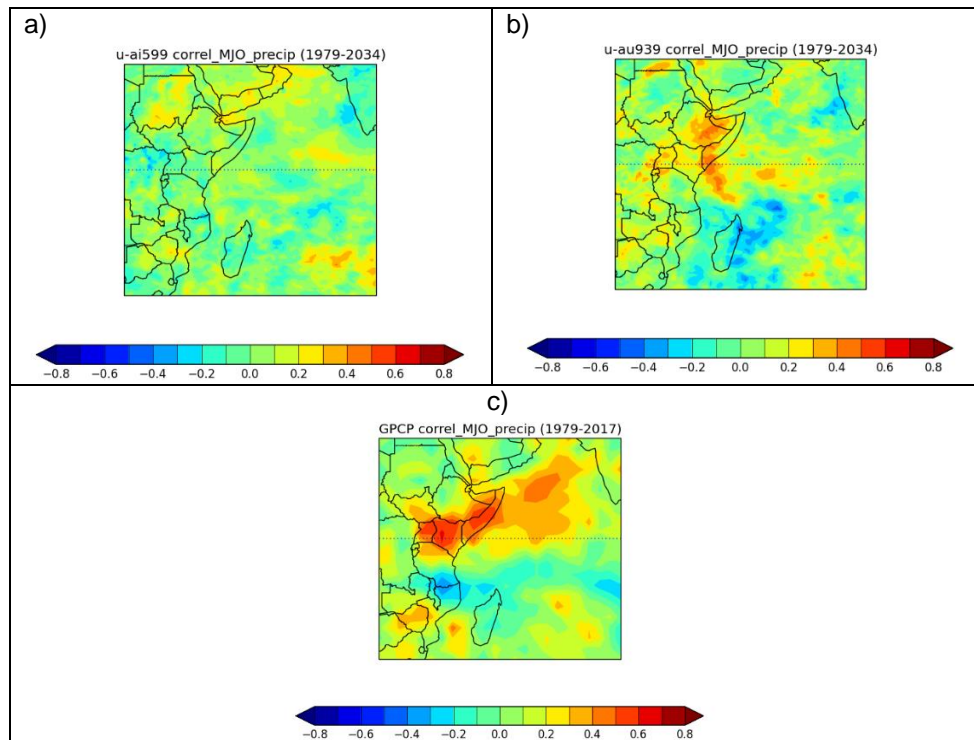 a)
u-ai599 correl_MJO_precip (1979-2034)
−0.8 −0.6 −0.4 −0.2 0.0 0.2 0.4 0.6 0.8
b)
u-au939 correl_MJO_precip (1979-2034)
−0.8 −0.6 −0.4 −0.2 0.0 0.2 0.4 0.6 0.8
c)
GPCP correl_MJO_precip (1979-2017)
−0.8 −0.6 −0.4 −0.2 0.0 0.2 0.4 0.6 0.8